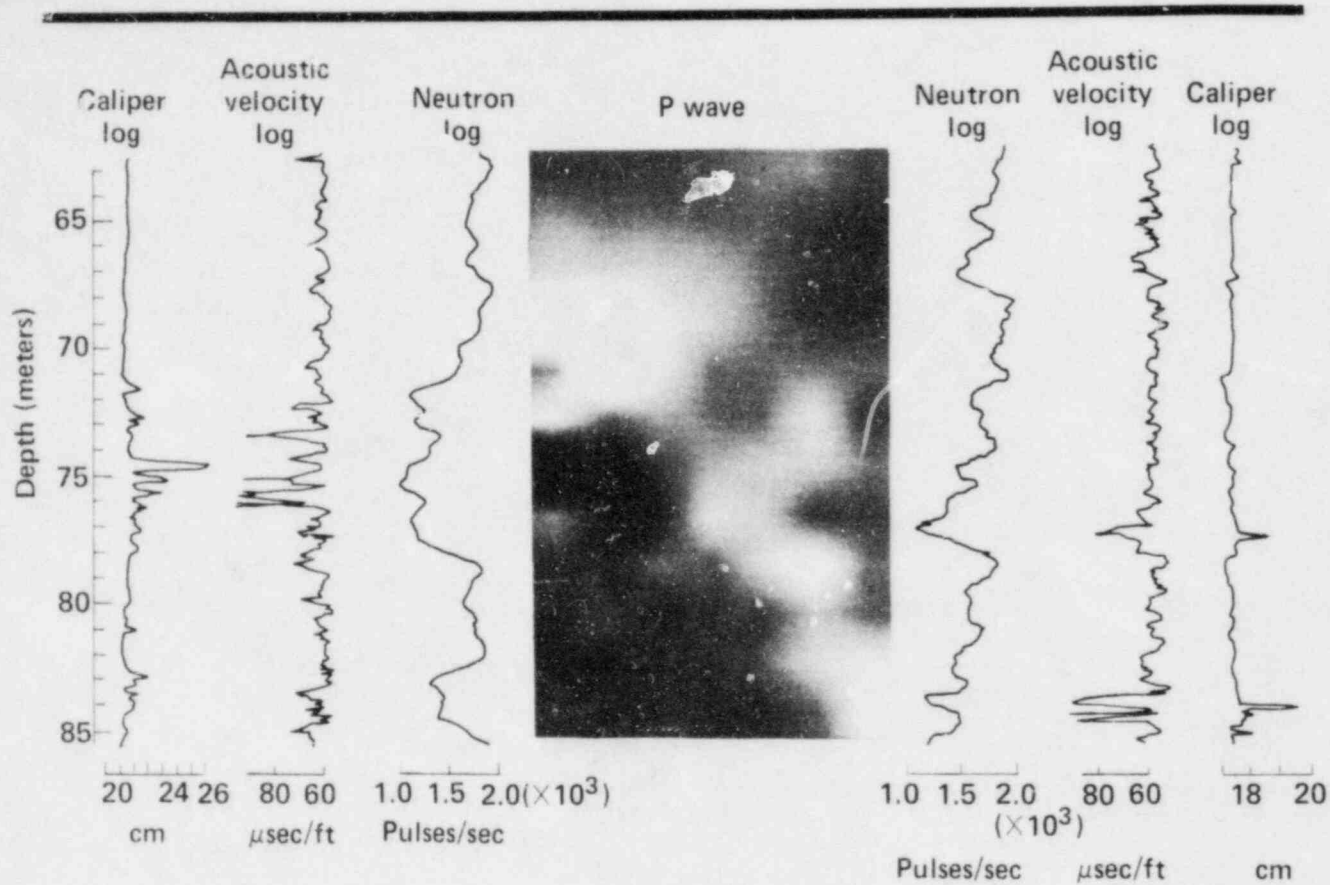 Caliper log
Acoustic velocity log
Neutron log
P wave
Neutron log
Acoustic velocity log
Caliper log
Depth (meters)
65
70
75
80
85
20 24 26
cm
80 60
μsec/ft
1.0 1.5 2.0(×10³)
Pulses/sec
1.0 1.5 2.0
(×10³)
Pulses/sec
80 60
μsec/ft
18 20
cm